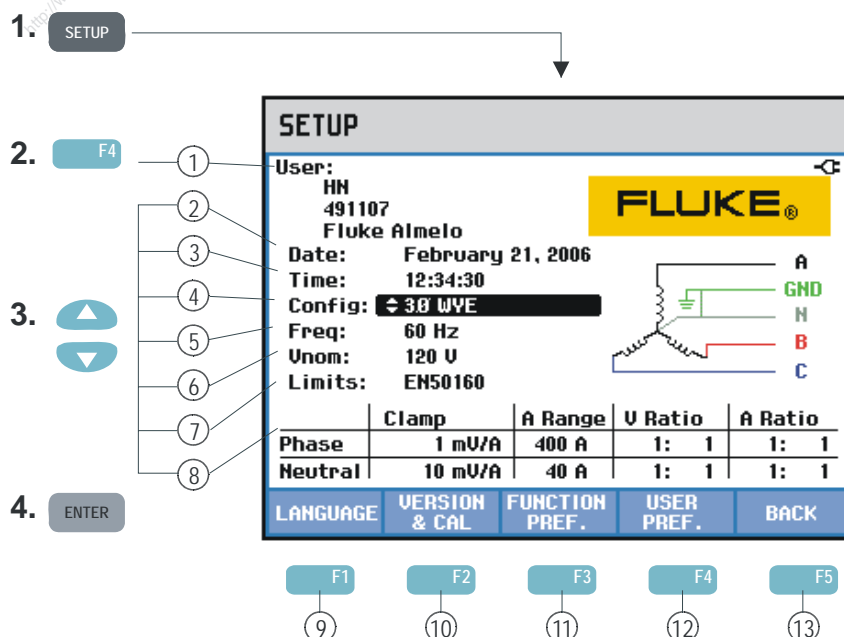 http://w
1. SETUP
SETUP
2. F4
1
User:
HN
491107
Fluke Almelo
FLUKE®
2
Date: February 21, 2006
3
Time: 12:34:30
4
Config: 3.0 WYE
5
Freq: 60 Hz
6
Vnom: 120 V
7
Limits: EN50160
8
A
GND
N
B
C
3.
Clamp A Range V Ratio A Ratio
Phase 1 mV/A 400 A 1: 1 1: 1
Neutral 10 mV/A 40 A 1: 1 1: 1
4. ENTER
LANGUAGE VERSION & CAL FUNCTION PREF. USER PREF. BACK
F1 F2 F3 F4 F5
9 10 11 12 13